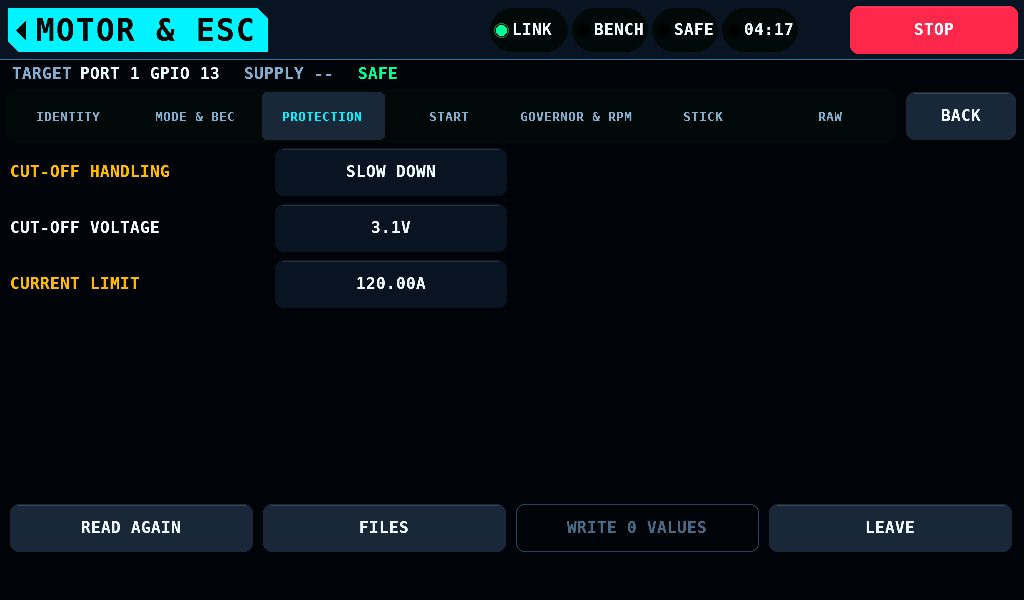 MOTOR & ESC
LINK
BENCH
SAFE
04:17
STOP
TARGET PORT 1 GPIO 13 SUPPLY -- SAFE
IDENTITY
MODE & BEC
PROTECTION
START
GOVERNOR & RPM
STICK
RAW
BACK
CUT-OFF HANDLING
SLOW DOWN
CUT-OFF VOLTAGE
3.1V
CURRENT LIMIT
120.00A
READ AGAIN
FILES
WRITE 0 VALUES
LEAVE